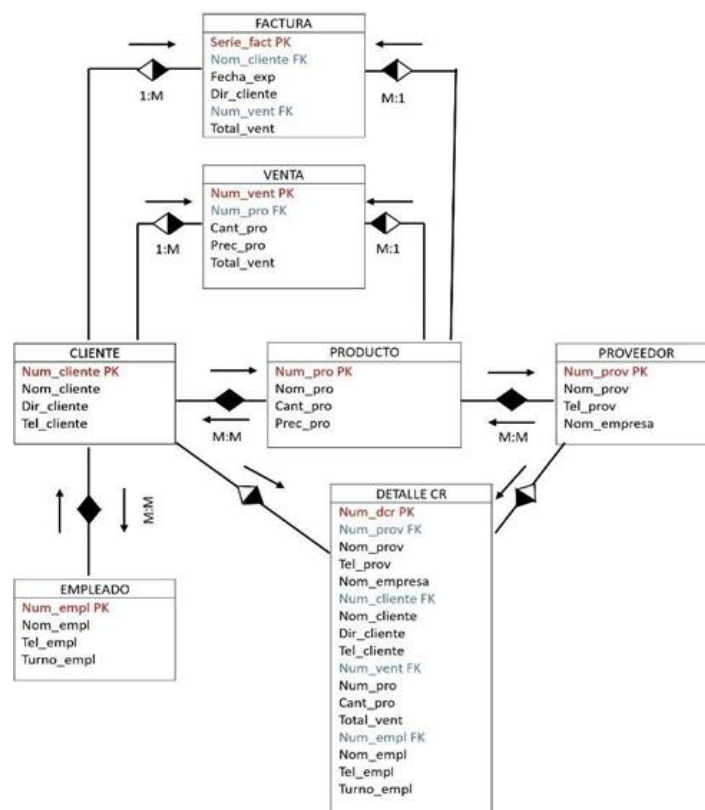 FACTURA
Serie_fact PK
Nom_cliente FK
Fecha_exp
Dir_cliente
Num_vent FK
Total_vent
1:M
M:1
VENTA
Num_vent PK
Num_pro FK
Cant_pro
Prec_pro
Total_vent
1:M
M:1
CLIENTE
Num_cliente PK
Nom_cliente
Dir_cliente
Tel_cliente
M:M
PRODUCTO
Num_pro PK
Nom_pro
Cant_pro
Prec_pro
M:M
PROVEEDOR
Num_prov PK
Nom_prov
Tel_prov
Nom_empresa
M:M
EMPLEADO
Num_empl PK
Nom_empl
Tel_empl
Turno_empl
DETALLE CR
Num_dcr PK
Num_prov FK
Nom_prov
Tel_prov
Nom_empresa
Num_cliente FK
Nom_cliente
Dir_cliente
Tel_cliente
Num_vent FK
Num_pro
Cant_pro
Total_vent
Num_empl FK
Nom_empl
Tel_empl
Turno_empl